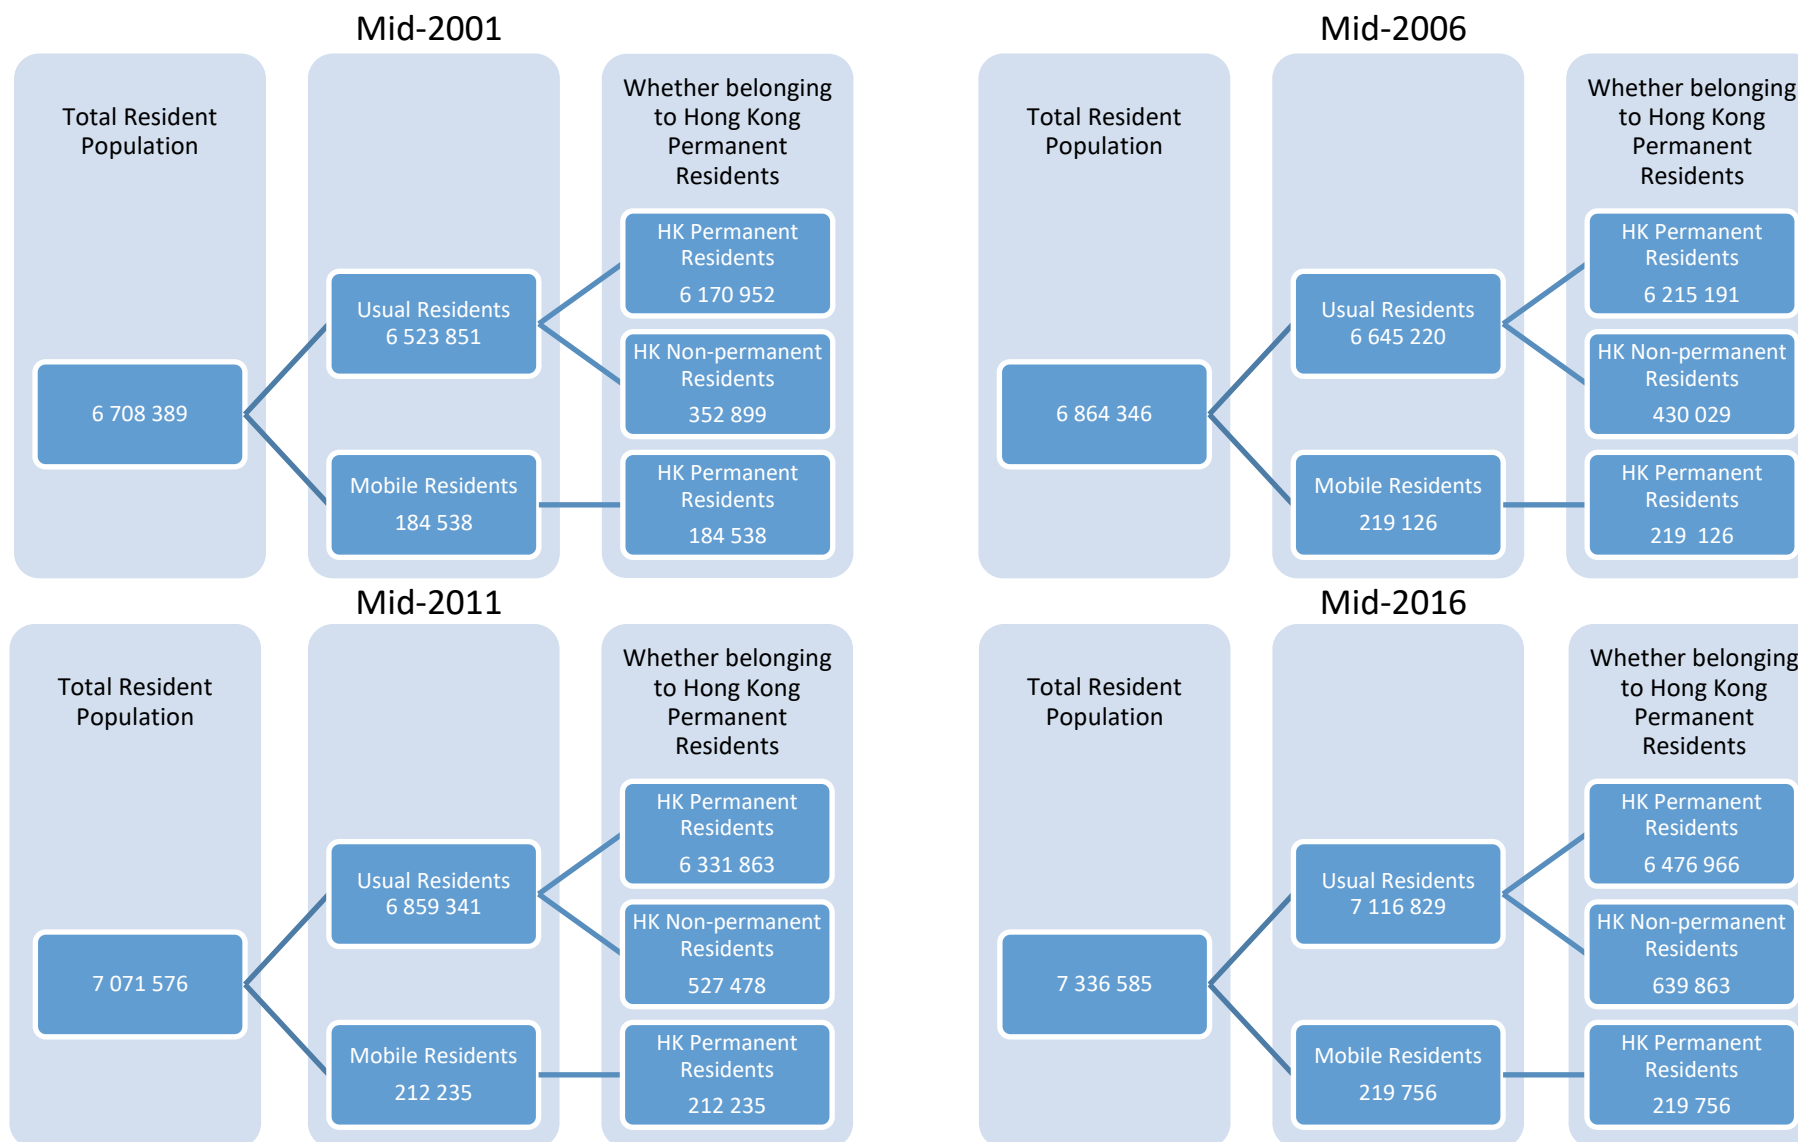 Mid-2001
Total Resident
Population
6 708 389
Usual Residents
6 523 851
Mobile Residents
184 538
Whether belonging
to Hong Kong
Permanent
Residents
HK Permanent
Residents
6 170 952
HK Non-permanent
Residents
352 899
HK Permanent
Residents
184 538
Mid-2006
Total Resident
Population
6 864 346
Usual Residents
6 645 220
Mobile Residents
219 126
Whether belonging
to Hong Kong
Permanent
Residents
HK Permanent
Residents
6 215 191
HK Non-permanent
Residents
430 029
HK Permanent
Residents
219  126
Mid-2011
Total Resident
Population
7 071 576
Usual Residents
6 859 341
Mobile Residents
212 235
Whether belonging
to Hong Kong
Permanent
Residents
HK Permanent
Residents
6 331 863
HK Non-permanent
Residents
527 478
HK Permanent
Residents
212 235
Mid-2016
Total Resident
Population
7 336 585
Usual Residents
7 116 829
Mobile Residents
219 756
Whether belonging
to Hong Kong
Permanent
Residents
HK Permanent
Residents
6 476 966
HK Non-permanent
Residents
639 863
HK Permanent
Residents
219 756